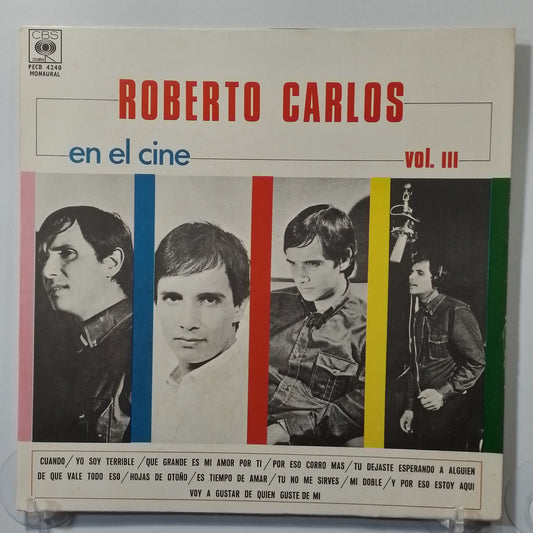 CBS
COLUMBIA
PECB 4240
MONAURAL
ROBERTO CARLOS
en el cine
vol. III
CUANDO/YO SOY TERRIBLE/QUE GRANDE ES MI AMOR POR TI/POR ESO CORRO MAS/TU DEJASTE ESPERANDO A ALGUIEN
DE QUE VALE TODO ESO/HOJAS DE OTOÑO/ES TIEMPO DE AMAR/TU NO ME SIRVES/MI DOBLE/Y POR ESO ESTOY AQUI
VOY A GUSTAR DE QUIEN GUSTE DE MI